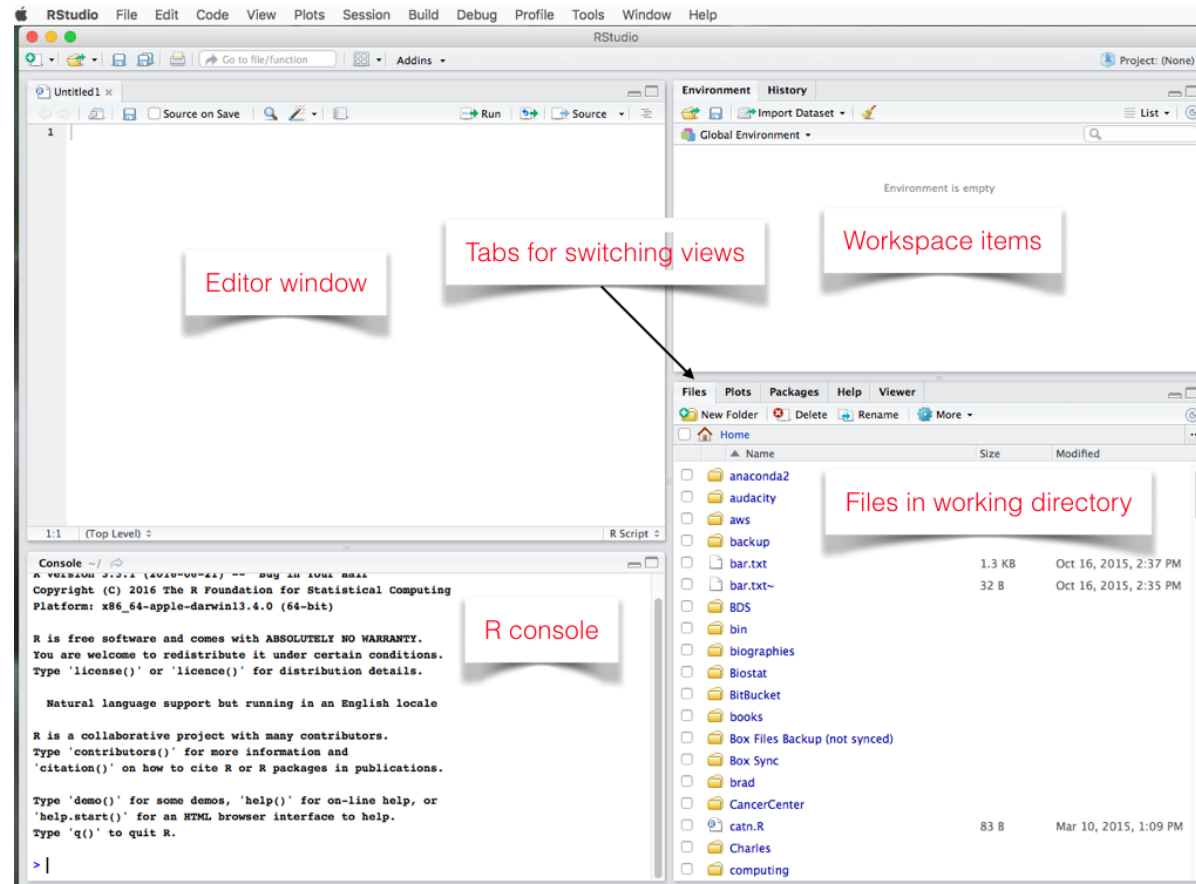 RStudio File Edit Code View Plots Session Build Debug Profile Tools Window Help
RStudio
Go to file/function Addins Project: (None)
Untitled1
Source on Save Run Source
1
Editor window
Tabs for switching views
1:1 (Top Level) R Script
Environment History
Import Dataset List
Global Environment
Environment is empty
Workspace items
Console ~/
R version 3.3.1 (2016-06-21) -- "Bug in Your Hair"
Copyright (C) 2016 The R Foundation for Statistical Computing
Platform: x86_64-apple-darwin13.4.0 (64-bit)
R is free software and comes with ABSOLUTELY NO WARRANTY.
You are welcome to redistribute it under certain conditions.
Type 'license()' or 'licence()' for distribution details.
Natural language support but running in an English locale
R is a collaborative project with many contributors.
Type 'contributors()' for more information and
'citation()' on how to cite R or R packages in publications.
Type 'demo()' for some demos, 'help()' for on-line help, or
'help.start()' for an HTML browser interface to help.
Type 'q()' to quit R.
>
R console
Files Plots Packages Help Viewer
New Folder Delete Rename More
Home
Name Size Modified
anaconda2
audacity
aws
backup
bar.txt 1.3 KB Oct 16, 2015, 2:37 PM
bar.txt~ 32 B Oct 16, 2015, 2:35 PM
BDS
bin
biographies
Biostat
BitBucket
books
Box Files Backup (not synced)
Box Sync
brad
CancerCenter
catn.R 83 B Mar 10, 2015, 1:09 PM
Charles
computing
Files in working directory